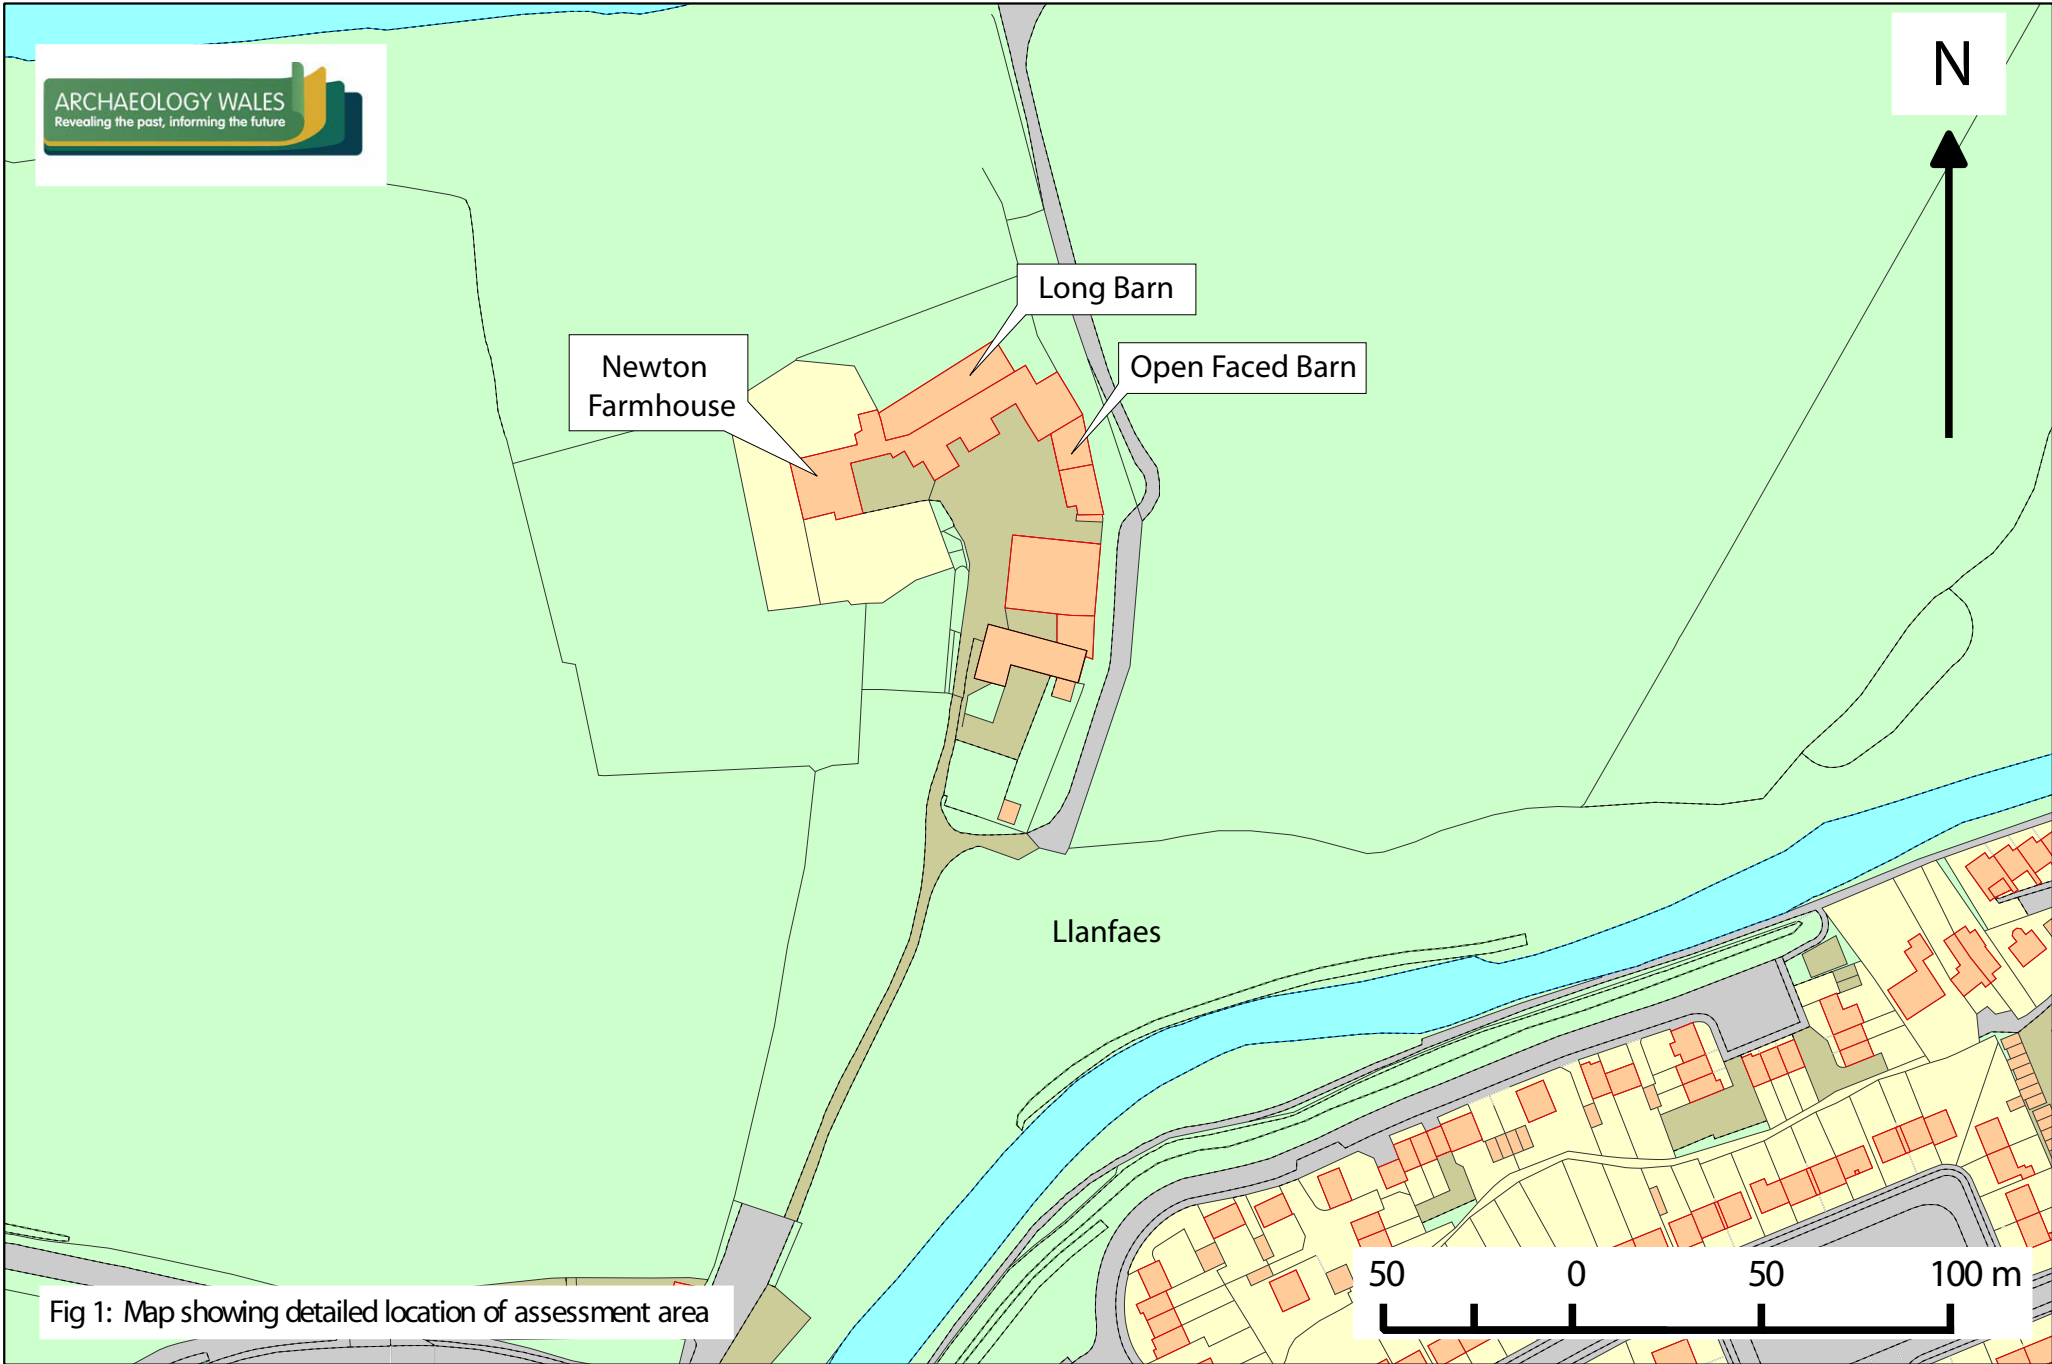 ARCHAEOLOGY WALES
Revealing the past, informing the future
N
Long Barn
Newton
Farmhouse
Open Faced Barn
Llanfaes
50 0 50 100 m
Fig 1: Map showing detailed location of assessment area